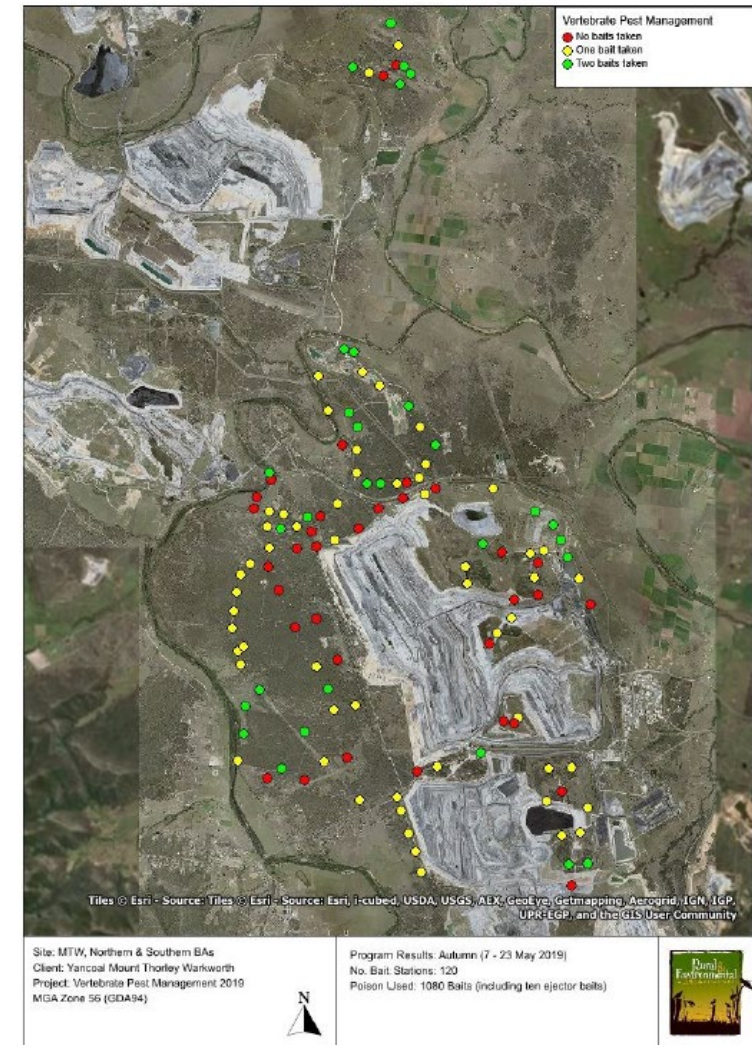 Vertebrate Pest Management
No baits taken
One bait taken
Two baits taken
Tiles © Esri - Source: Tiles © Esri - Source: Esri, i-cubed, USDA, USGS, AEX, GeoEye, Getmapping, Aerogrid, IGN, IGP,
UPR-EGP, and the GIS User Community
Site: MTW, Northern & Southern BAs
Client: Yancoal Mount Thorley Warkworth
Project: Vertebrate Pest Management 2019
MGA Zone 56 (GDA94)
N
Program Results: Autumn (7 - 23 May 2019)
No. Bait Stations: 120
Poison Used: 1080 Baits (including ten ejector baits)
Rural &
Environmental